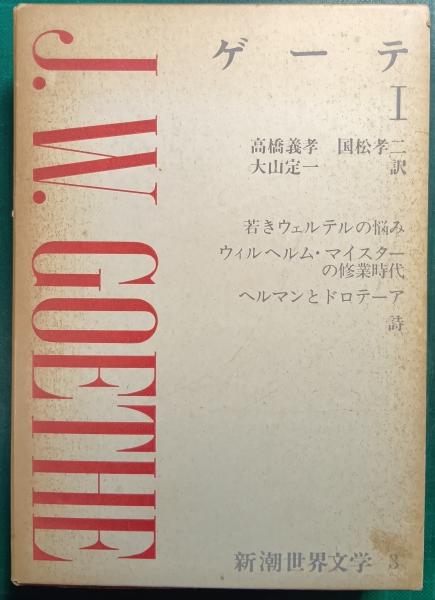 J. W. GOETHE
ゲーテ
I
高橋義孝 国松孝二
大山定一 訳
若きウェルテルの悩み
ウィルヘルム・マイスター
の修業時代
ヘルマンとドロテーア
詩
新潮世界文学 3